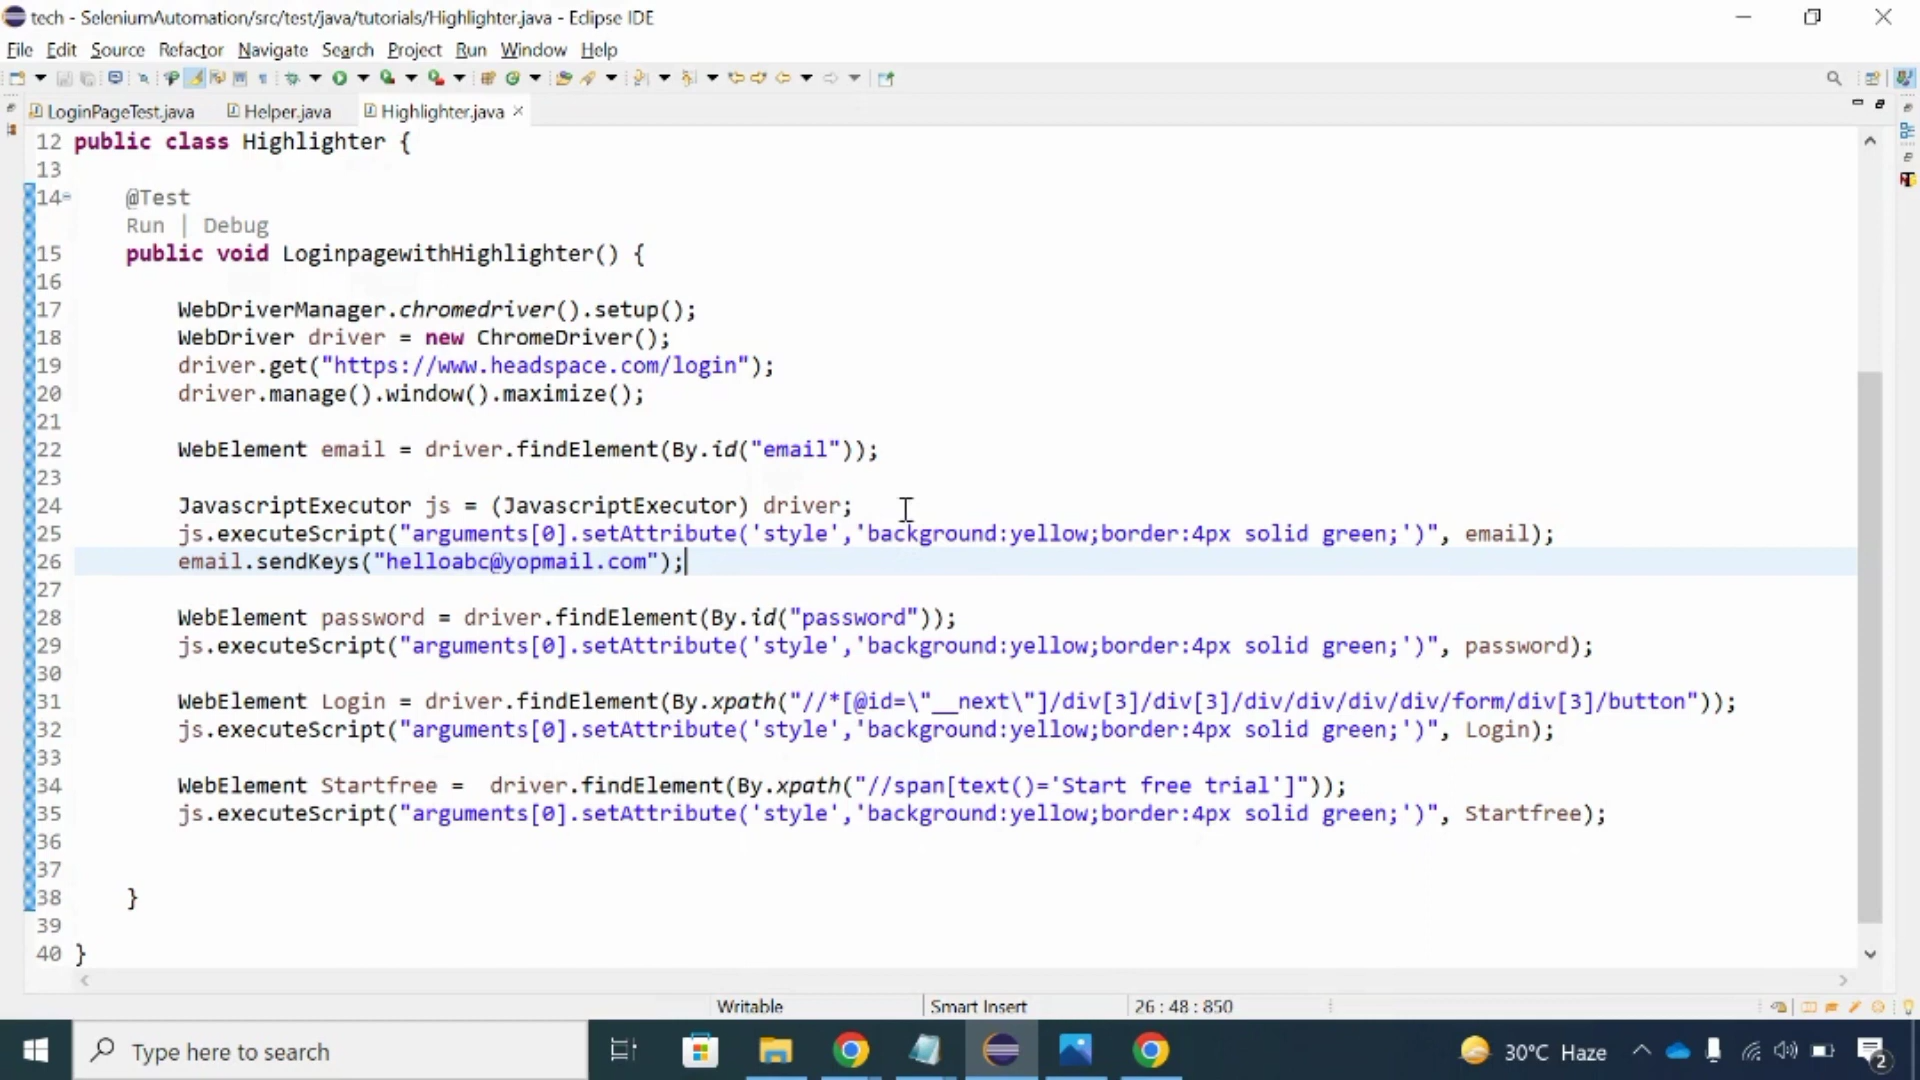 tech - SeleniumAutomation/src/test/java/tutorials/Highlighter.java - Eclipse IDE
File Edit Source Refactor Navigate Search Project Run Window Help
LoginPageTest.java Helper.java Highlighter.java
12 public class Highlighter {
13
14 @Test
Run | Debug
15 public void LoginpagewithHighlighter() {
16
17 WebDriverManager.chromedriver().setup();
18 WebDriver driver = new ChromeDriver();
19 driver.get("https://www.headspace.com/login");
20 driver.manage().window().maximize();
21
22 WebElement email = driver.findElement(By.id("email"));
23
24 JavascriptExecutor js = (JavascriptExecutor) driver;
25 js.executeScript("arguments[0].setAttribute('style','background:yellow;border:4px solid green;')", email);
26 email.sendKeys("helloabc@yopmail.com");
27
28 WebElement password = driver.findElement(By.id("password"));
29 js.executeScript("arguments[0].setAttribute('style','background:yellow;border:4px solid green;')", password);
30
31 WebElement Login = driver.findElement(By.xpath("//*[@id=\"__next\"]/div[3]/div[3]/div/div/div/div/form/div[3]/button"));
32 js.executeScript("arguments[0].setAttribute('style','background:yellow;border:4px solid green;')", Login);
33
34 WebElement Startfree =  driver.findElement(By.xpath("//span[text()='Start free trial']"));
35 js.executeScript("arguments[0].setAttribute('style','background:yellow;border:4px solid green;')", Startfree);
36
37
38 }
39
40 }
Writable Smart Insert 26 : 48 : 850
Type here to search 30°C Haze 2